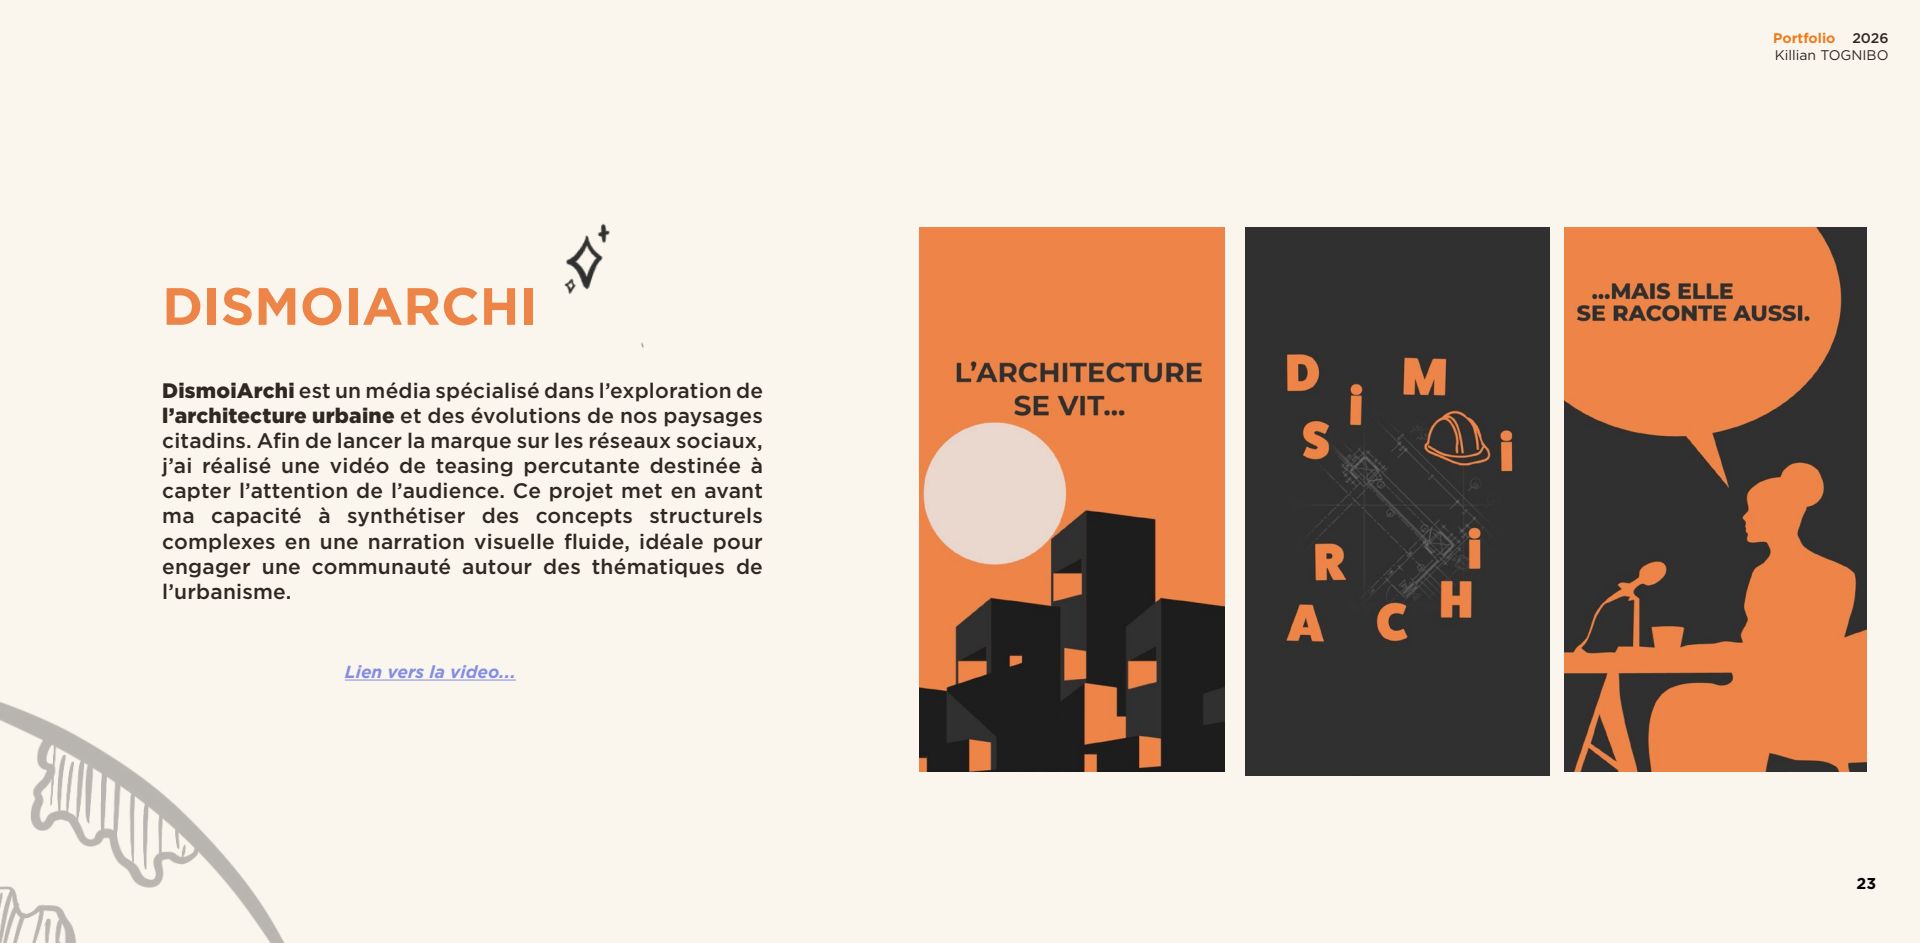 Portfolio 2026
Killian TOGNIBO
DISMOIARCHI
DismoiArchi est un média spécialisé dans l’exploration de
l’architecture urbaine et des évolutions de nos paysages
citadins. Afin de lancer la marque sur les réseaux sociaux,
j’ai réalisé une vidéo de teasing percutante destinée à
capter l’attention de l’audience. Ce projet met en avant
ma capacité à synthétiser des concepts structurels
complexes en une narration visuelle fluide, idéale pour
engager une communauté autour des thématiques de
l’urbanisme.
Lien vers la video...
L’ARCHITECTURE
SE VIT...
D i S M i
A R C H i
...MAIS ELLE
SE RACONTE AUSSI.
23